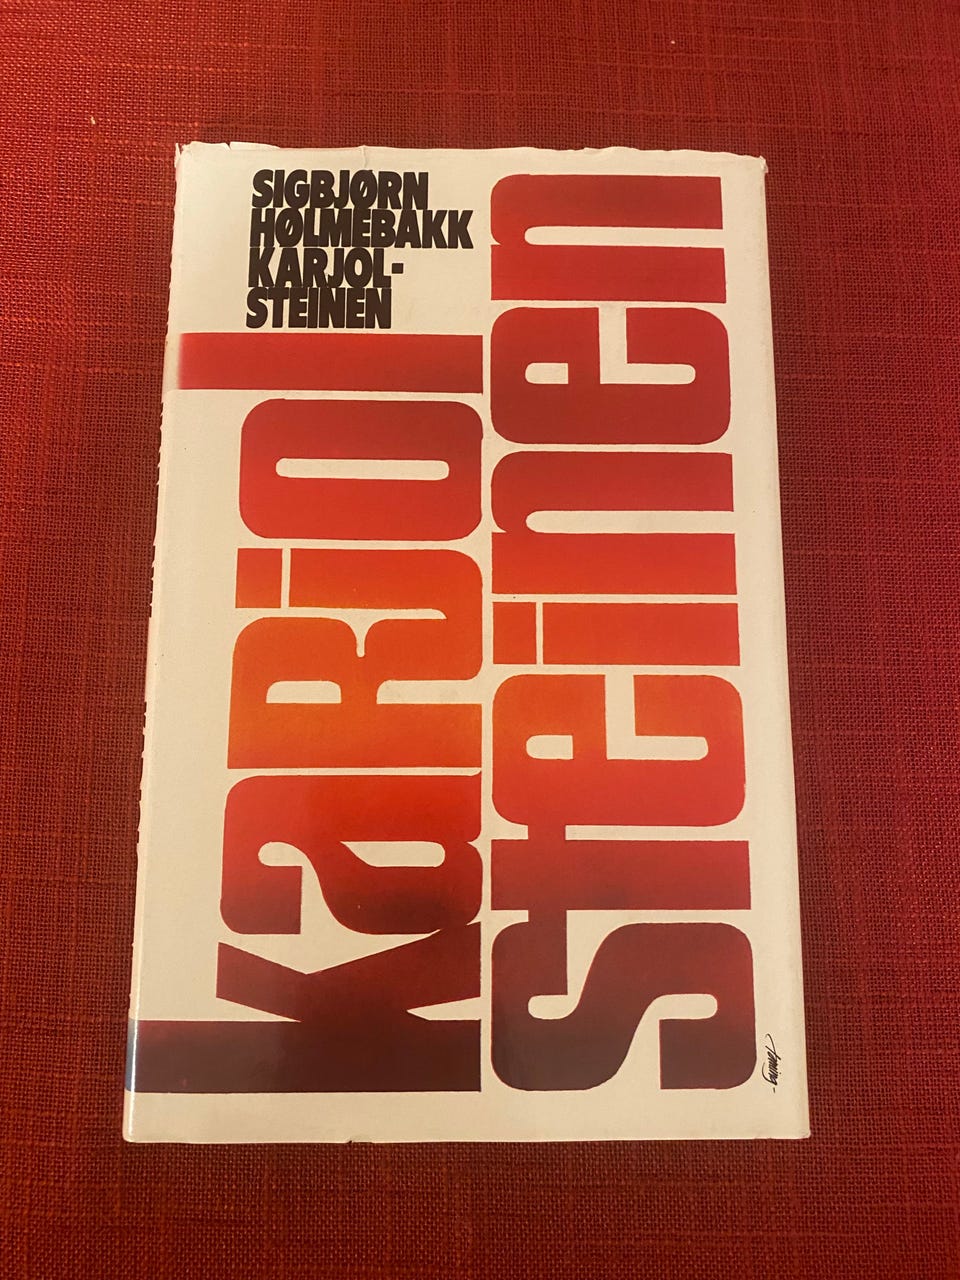 SIGBJØRN
HØLMEBAKK
KARJOL-
STEINEN
kaRjol
steinen